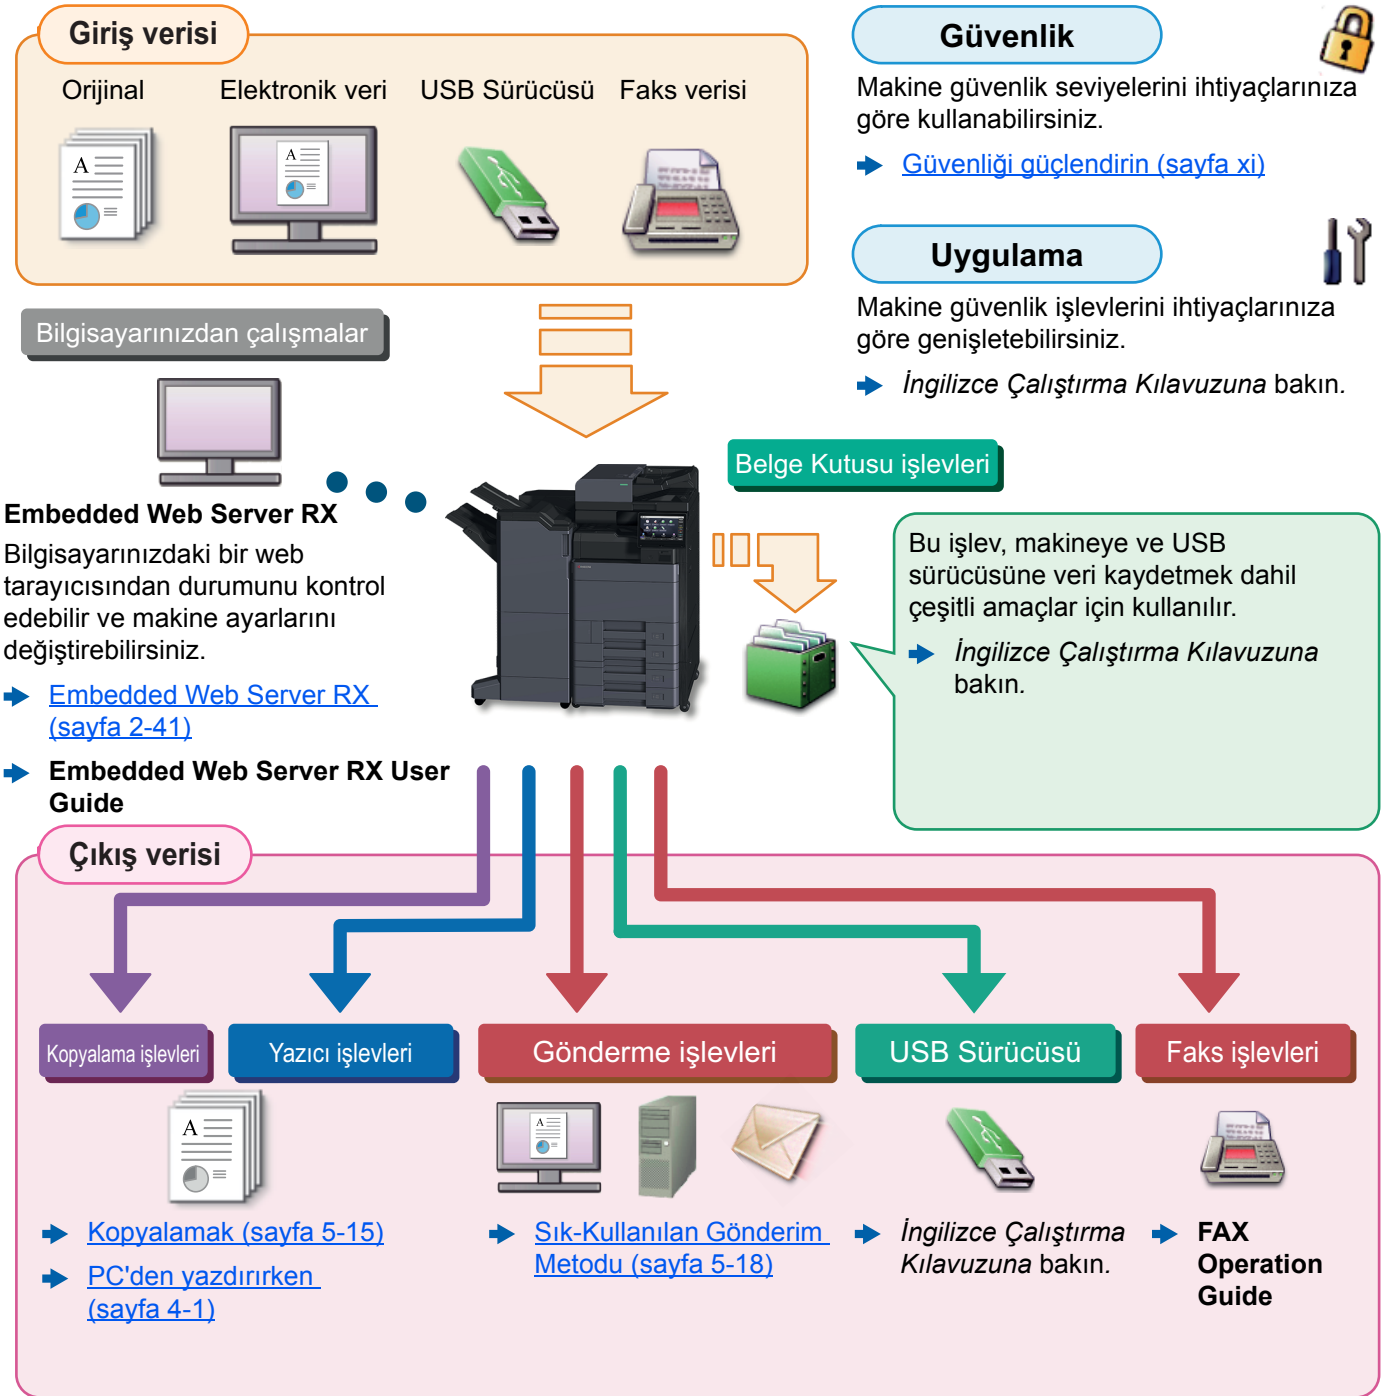 Giriş verisi
Orijinal
Elektronik veri
USB Sürücüsü
Faks verisi
A
A
Güvenlik
Makine güvenlik seviyelerini ihtiyaçlarınıza
göre kullanabilirsiniz.
Güvenliği güçlendirin (sayfa xi)
Uygulama
Makine güvenlik işlevlerini ihtiyaçlarınıza
göre genişletebilirsiniz.
İngilizce Çalıştırma Kılavuzuna bakın.
Bilgisayarınızdan çalışmalar
Embedded Web Server RX
Bilgisayarınızdaki bir web
tarayıcısından durumunu kontrol
edebilir ve makine ayarlarını
değiştirebilirsiniz.
Embedded Web Server RX
(sayfa 2-41)
Embedded Web Server RX User
Guide
Belge Kutusu işlevleri
Bu işlev, makineye ve USB
sürücüsüne veri kaydetmek dahil
çeşitli amaçlar için kullanılır.
İngilizce Çalıştırma Kılavuzuna
bakın.
Çıkış verisi
Kopyalama işlevleri
Yazıcı işlevleri
Gönderme işlevleri
USB Sürücüsü
Faks işlevleri
A
A
Kopyalamak (sayfa 5-15)
PC'den yazdırırken
(sayfa 4-1)
Sık-Kullanılan Gönderim
Metodu (sayfa 5-18)
İngilizce Çalıştırma
Kılavuzuna bakın.
FAX
Operation
Guide